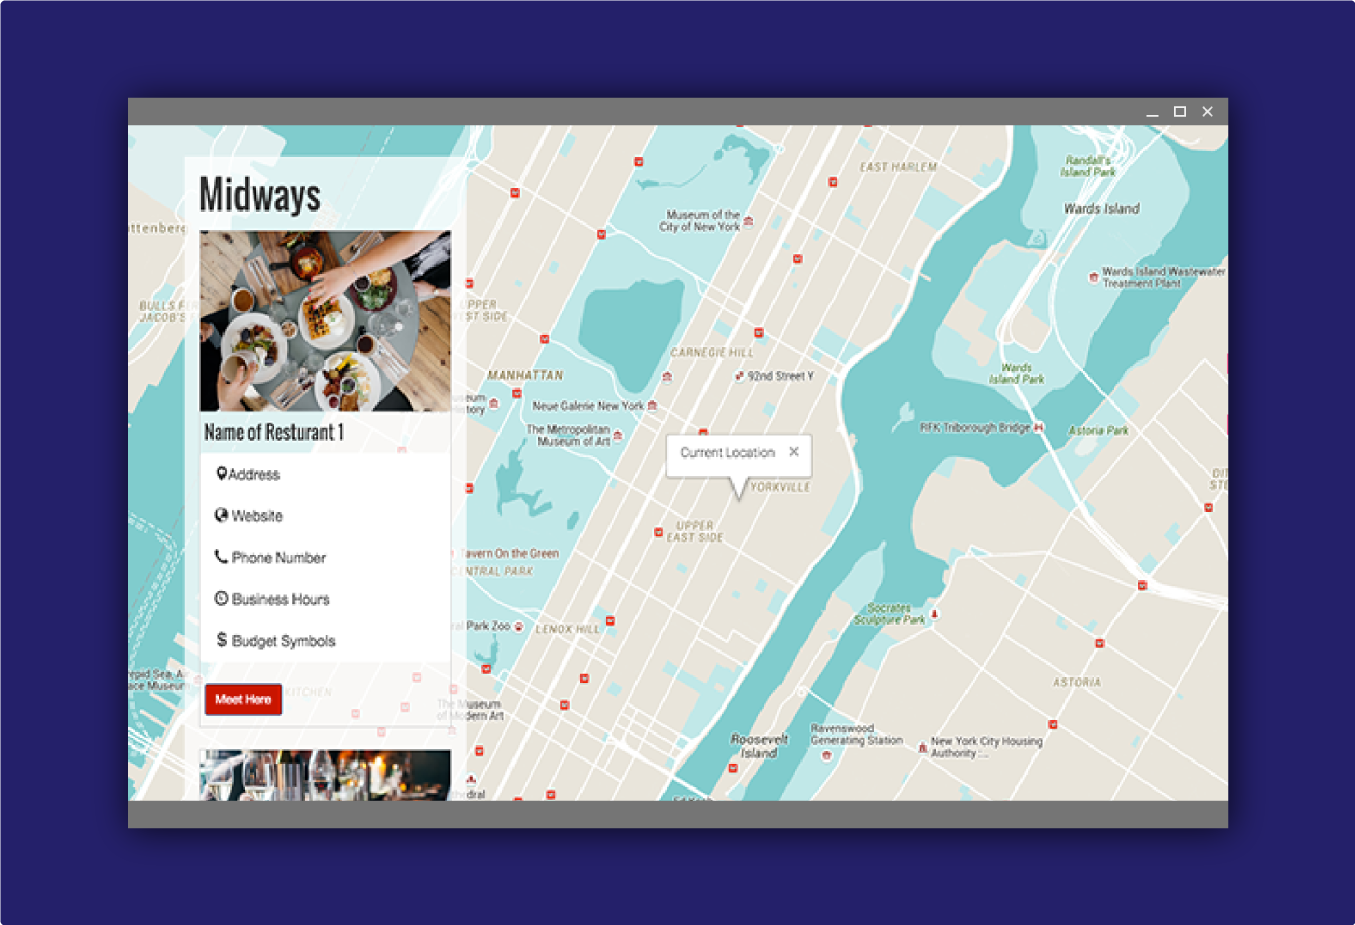 Midways
Name of Resturant 1
Address
Website
Phone Number
Business Hours
$ Budget Symbols
Meet Here
EAST HARLEM
Randall's
Island Park
Wards Island
Museum of the
City of New York
Wards Island Wastewater
Treatment Plant
UPPER
WEST SIDE
CARNEGIE HILL
MANHATTAN
92nd Street Y
Wards
Island Park
Neue Galerie New York
The Metropolitan
Museum of Art
RFK Triborough Bridge
Astoria Park
Current Location
YORKVILLE
UPPER
EAST SIDE
Tavern On the Green
CENTRAL PARK
Socrates
Sculpture Park
Park Zoo
LENOX HILL
ASTORIA
KITCHEN
The Museum
of Modern Art
Roosevelt
Island
Ravenswood
Generating Station
New York City Housing
Authority ...